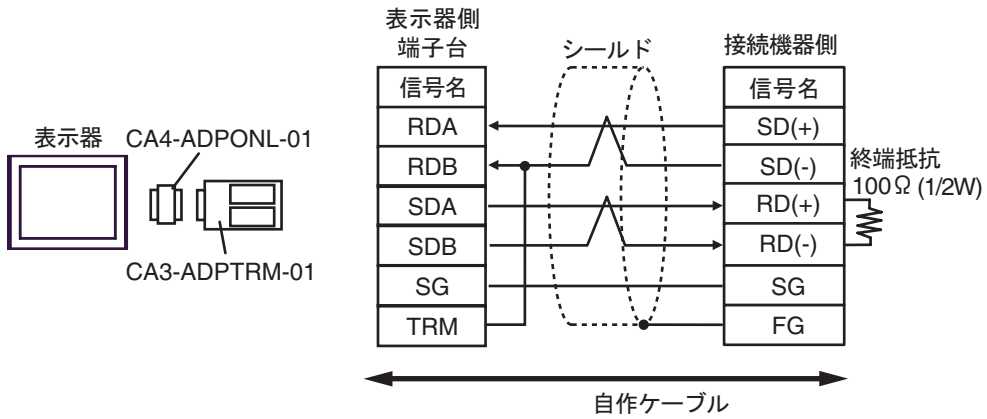 表示器
CA4-ADPONL-01
CA3-ADPTRM-01
表示器側
端子台
信号名
RDA
RDB
SDA
SDB
SG
TRM
シールド
接続機器側
信号名
SD(+)
SD(-)
RD(+)
RD(-)
SG
FG
終端抵抗
100Ω (1/2W)
自作ケーブル